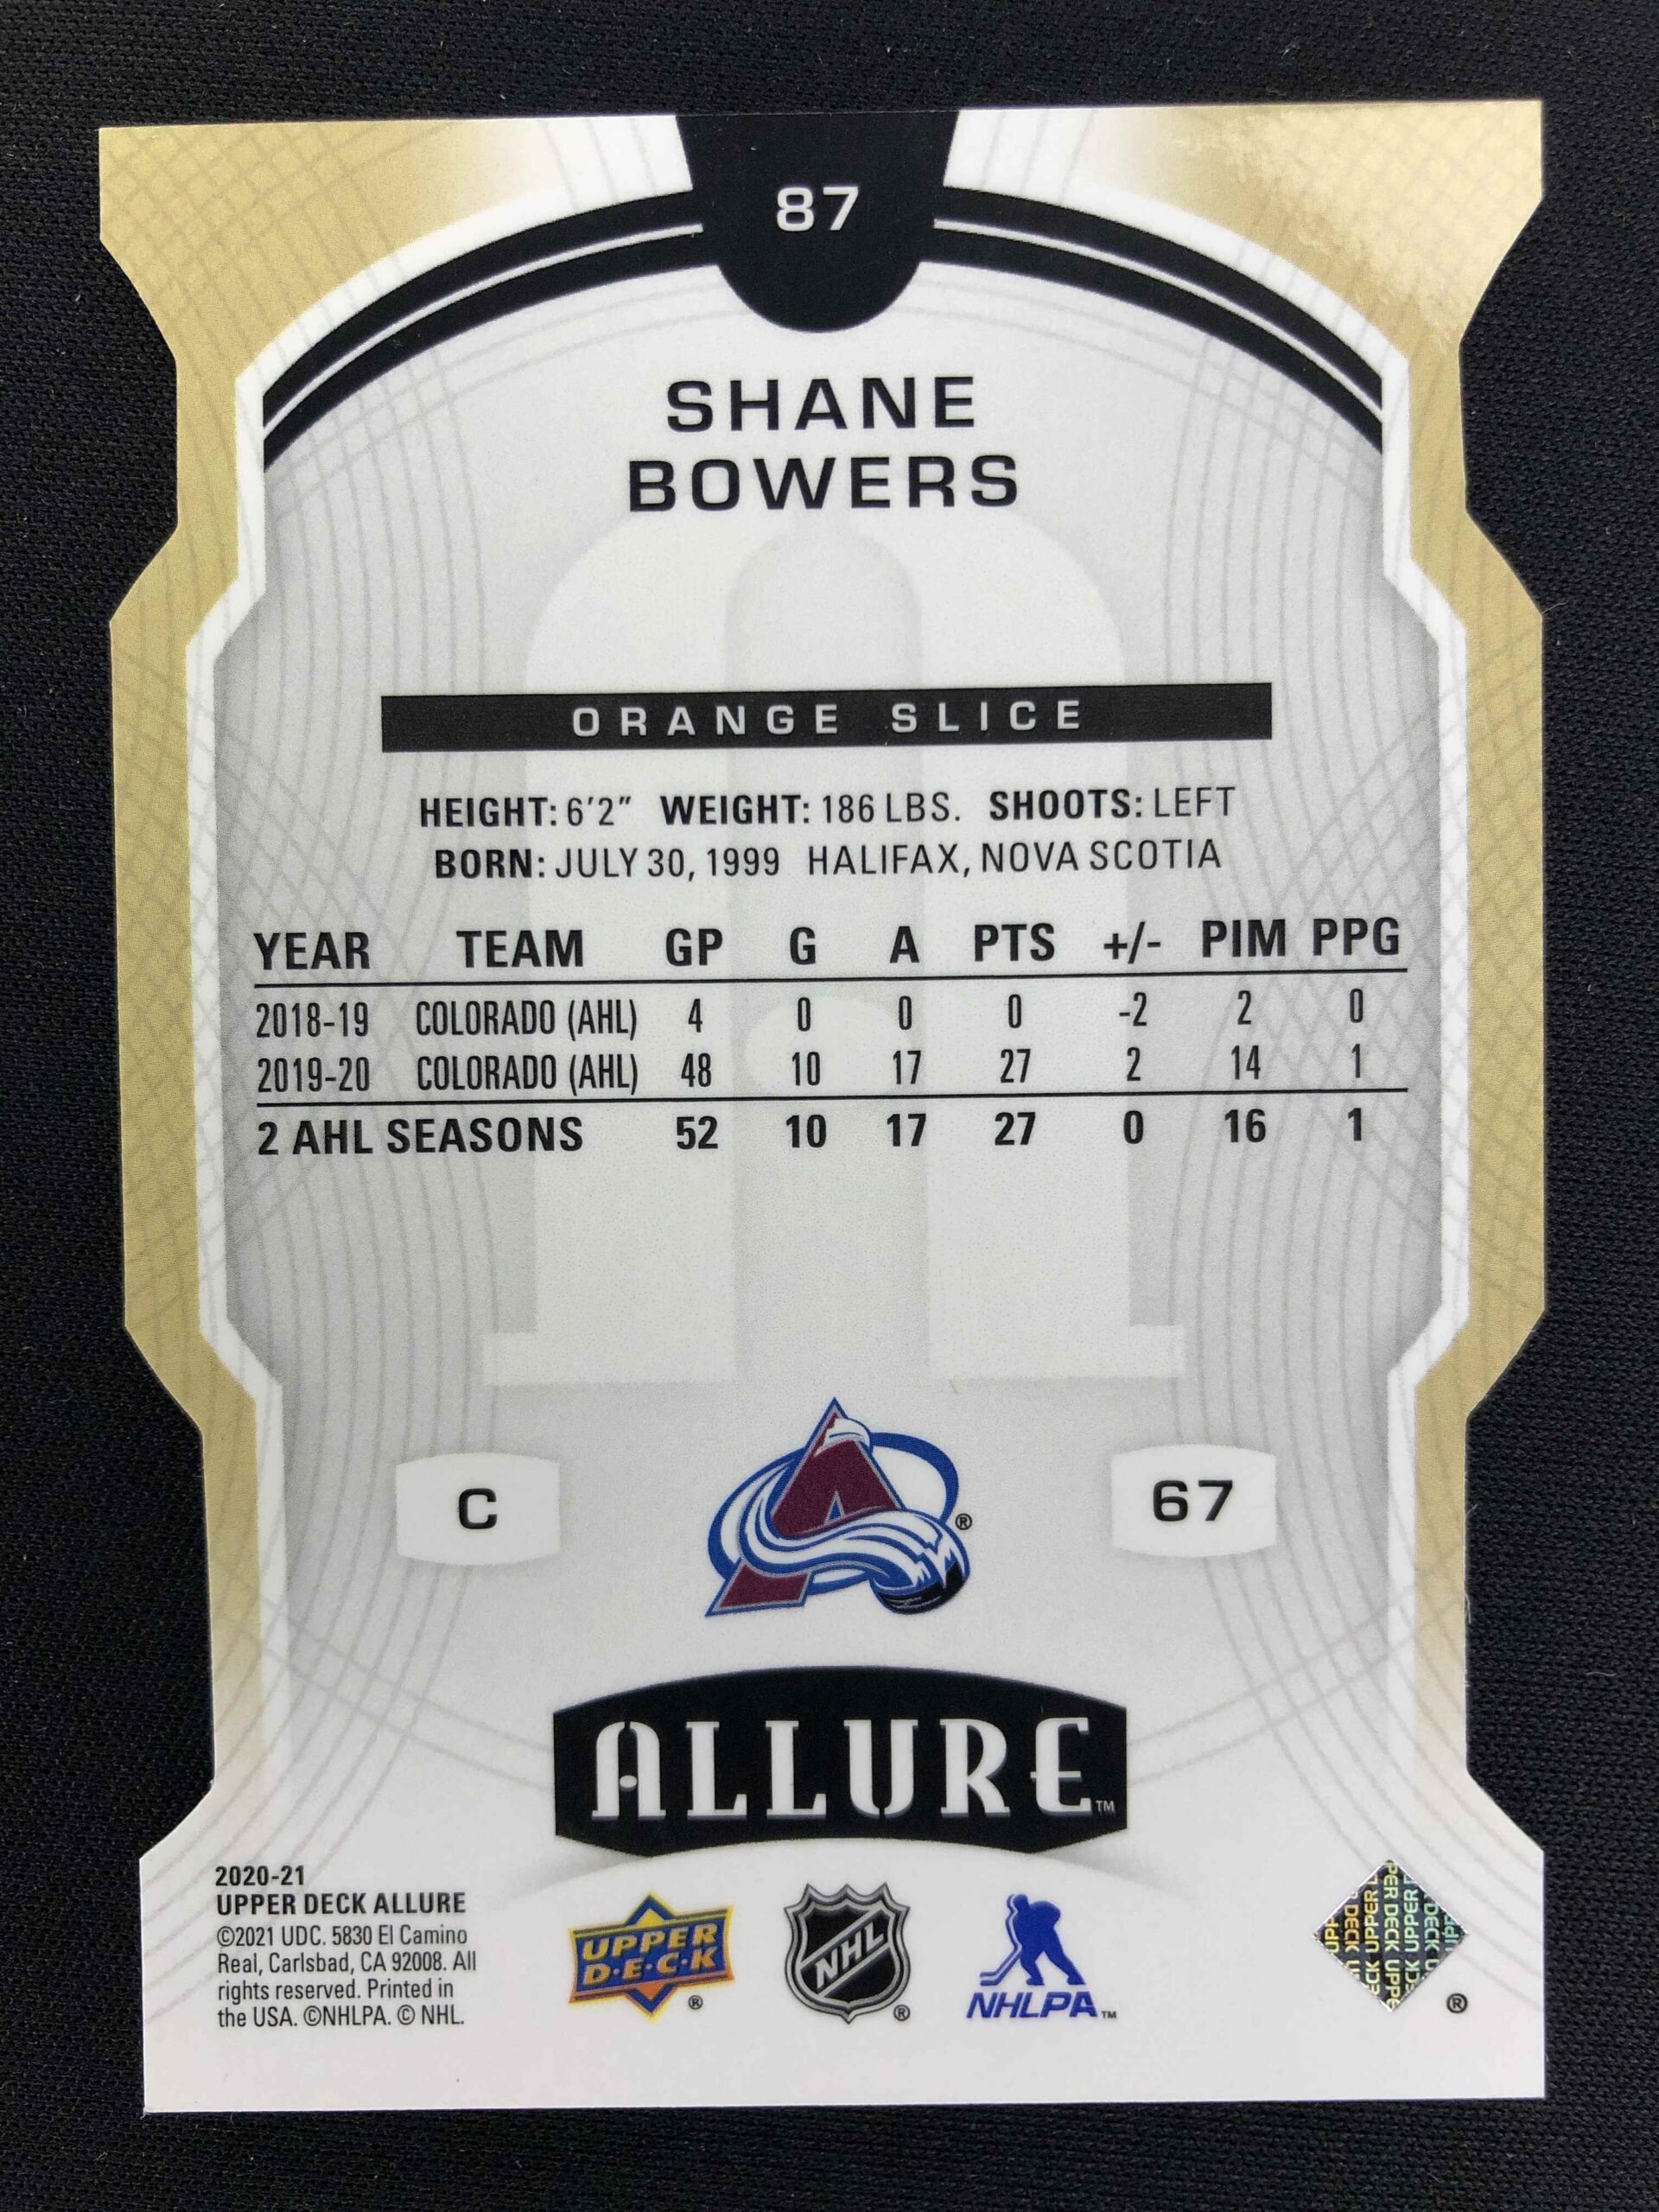 87
SHANE
BOWERS
ORANGE SLICE
HEIGHT: 6'2" WEIGHT: 186 LBS. SHOOTS: LEFT
BORN: JULY 30, 1999 HALIFAX, NOVA SCOTIA
YEAR TEAM GP G A PTS +/- PIM PPG
2018-19 COLORADO (AHL) 4 0 0 0 -2 2 0
2019-20 COLORADO (AHL) 48 10 17 27 2 14 1
2 AHL SEASONS 52 10 17 27 0 16 1
A ®
C 67
ALLURE™
2020-21
UPPER DECK ALLURE
©2021 UDC. 5830 El Camino
Real, Carlsbad, CA 92008. All
rights reserved. Printed in
the USA. ©NHLPA. © NHL.
UPPER
D·E·C·K ®
NHL ®
NHLPA™
UPPER DECK ®